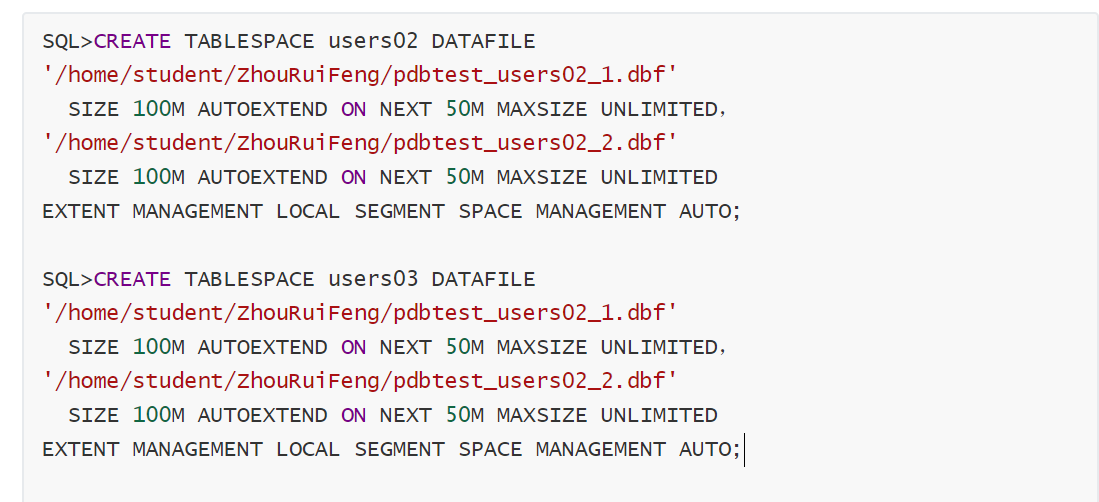 SQL>CREATE TABLESPACE users02 DATAFILE
'/home/student/ZhouRuiFeng/pdbtest_users02_1.dbf'
  SIZE 100M AUTOEXTEND ON NEXT 50M MAXSIZE UNLIMITED，
'/home/student/ZhouRuiFeng/pdbtest_users02_2.dbf'
  SIZE 100M AUTOEXTEND ON NEXT 50M MAXSIZE UNLIMITED
EXTENT MANAGEMENT LOCAL SEGMENT SPACE MANAGEMENT AUTO;

SQL>CREATE TABLESPACE users03 DATAFILE
'/home/student/ZhouRuiFeng/pdbtest_users02_1.dbf'
  SIZE 100M AUTOEXTEND ON NEXT 50M MAXSIZE UNLIMITED，
'/home/student/ZhouRuiFeng/pdbtest_users02_2.dbf'
  SIZE 100M AUTOEXTEND ON NEXT 50M MAXSIZE UNLIMITED
EXTENT MANAGEMENT LOCAL SEGMENT SPACE MANAGEMENT AUTO;